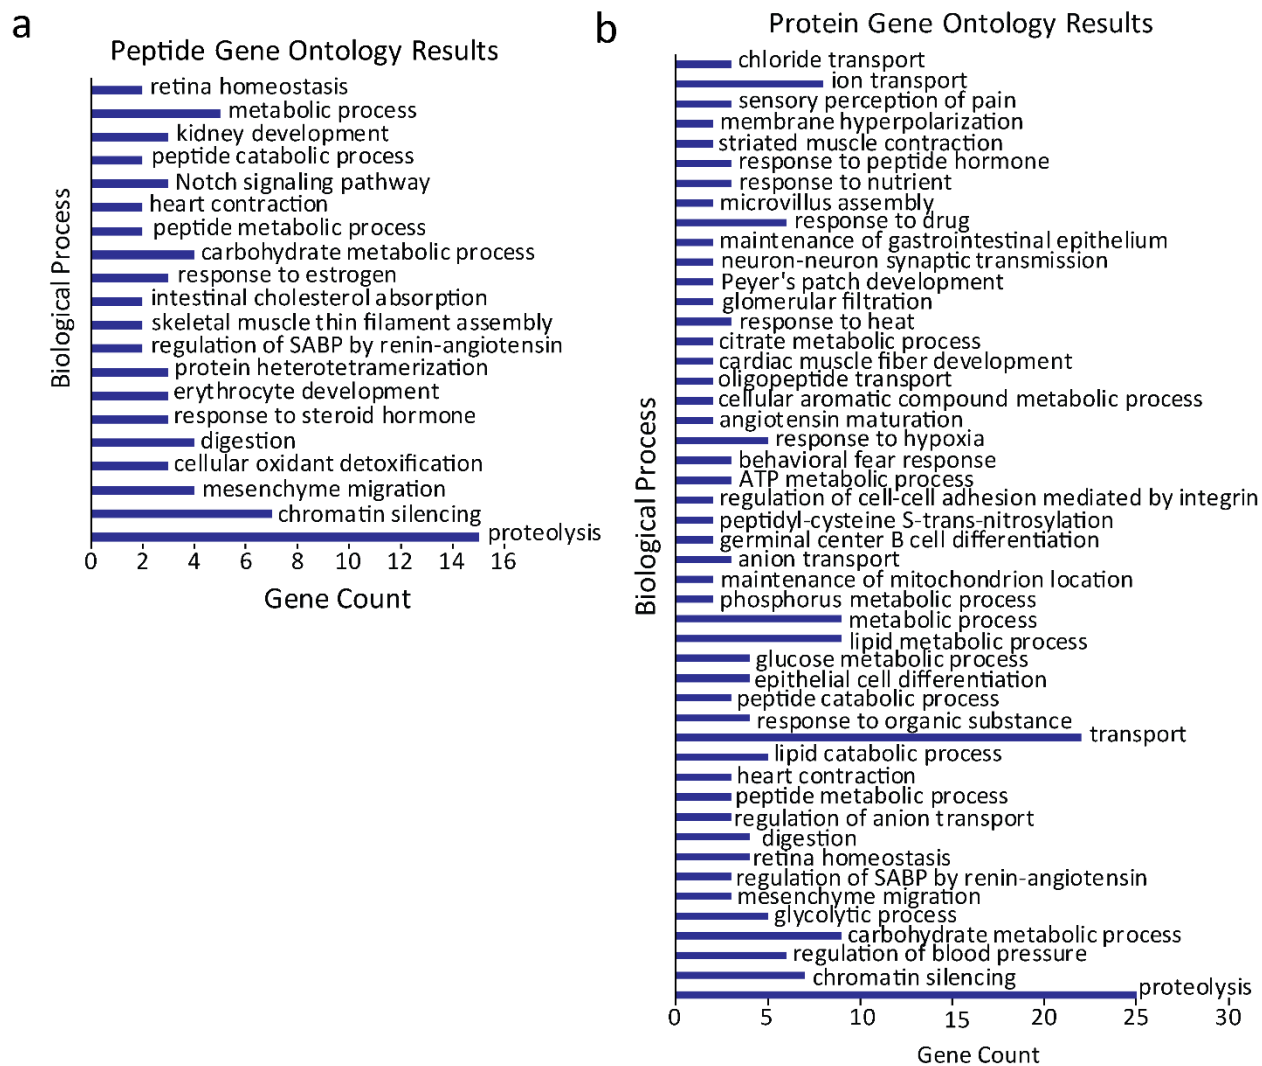 a
Peptide Gene Ontology Results
Biological Process
retina homeostasis
metabolic process
kidney development
peptide catabolic process
Notch signaling pathway
heart contraction
peptide metabolic process
carbohydrate metabolic process
response to estrogen
intestinal cholesterol absorption
skeletal muscle thin filament assembly
regulation of SABP by renin-angiotensin
protein heterotetramerization
erythrocyte development
response to steroid hormone
digestion
cellular oxidant detoxification
mesenchyme migration
chromatin silencing
proteolysis
0 2 4 6 8 10 12 14 16
Gene Count
b
Protein Gene Ontology Results
Biological Process
chloride transport
ion transport
sensory perception of pain
membrane hyperpolarization
striated muscle contraction
response to peptide hormone
response to nutrient
microvillus assembly
response to drug
maintenance of gastrointestinal epithelium
neuron-neuron synaptic transmission
Peyer's patch development
glomerular filtration
response to heat
citrate metabolic process
cardiac muscle fiber development
oligopeptide transport
cellular aromatic compound metabolic process
angiotensin maturation
response to hypoxia
behavioral fear response
ATP metabolic process
regulation of cell-cell adhesion mediated by integrin
peptidyl-cysteine S-trans-nitrosylation
germinal center B cell differentiation
anion transport
maintenance of mitochondrion location
phosphorus metabolic process
metabolic process
lipid metabolic process
glucose metabolic process
epithelial cell differentiation
peptide catabolic process
response to organic substance
transport
lipid catabolic process
heart contraction
peptide metabolic process
regulation of anion transport
digestion
retina homeostasis
regulation of SABP by renin-angiotensin
mesenchyme migration
glycolytic process
carbohydrate metabolic process
regulation of blood pressure
chromatin silencing
proteolysis
0 5 10 15 20 25 30
Gene Count